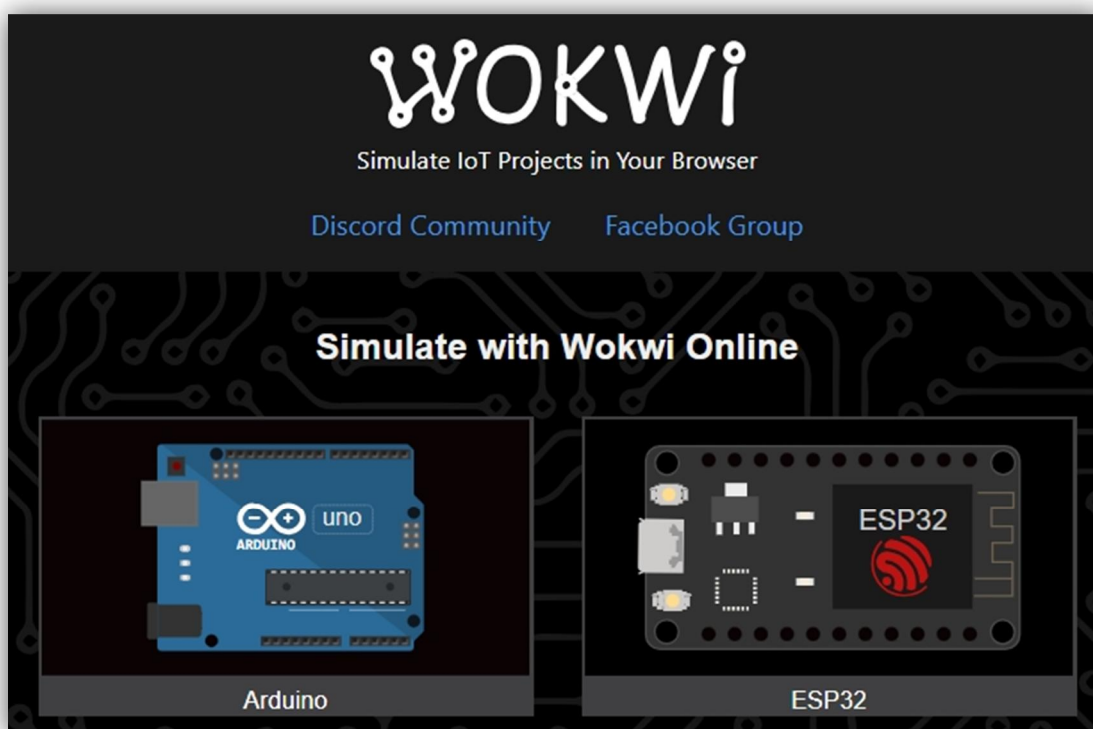 WOKWi
Simulate IoT Projects in Your Browser
Discord Community Facebook Group
Simulate with Wokwi Online
uno
ARDUINO
ESP32
Arduino
ESP32